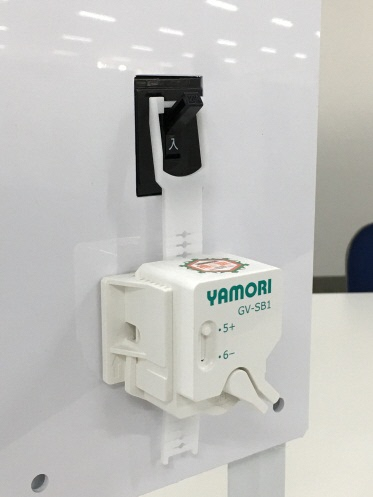 入
YAMORI
GV-SB1
•5+
•6−